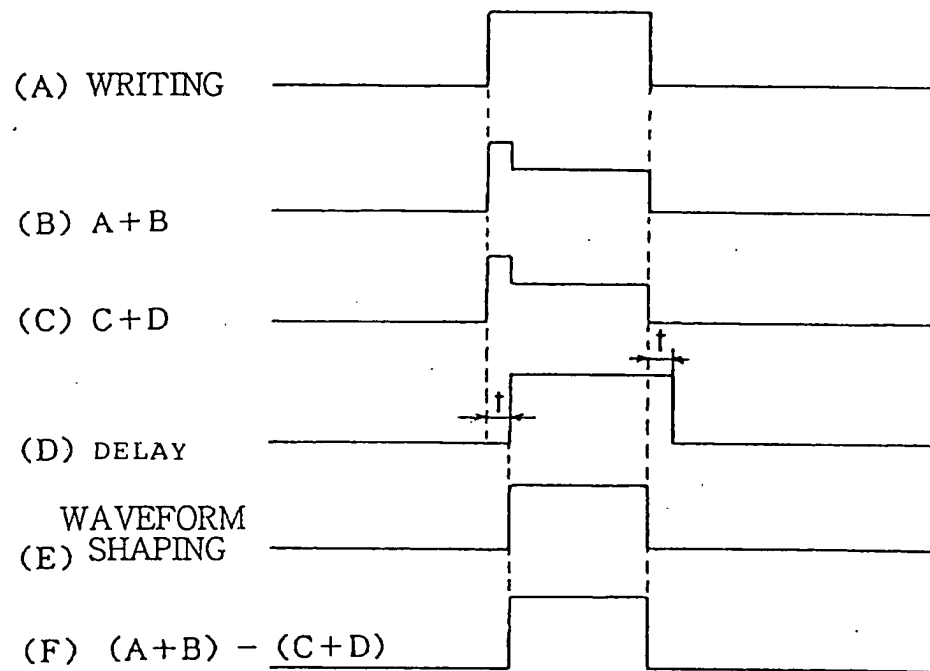 (A) WRITING
(B) A+B
(C) C+D
t
t
(D) DELAY
WAVEFORM
(E) SHAPING
(F) (A+B) - (C+D)